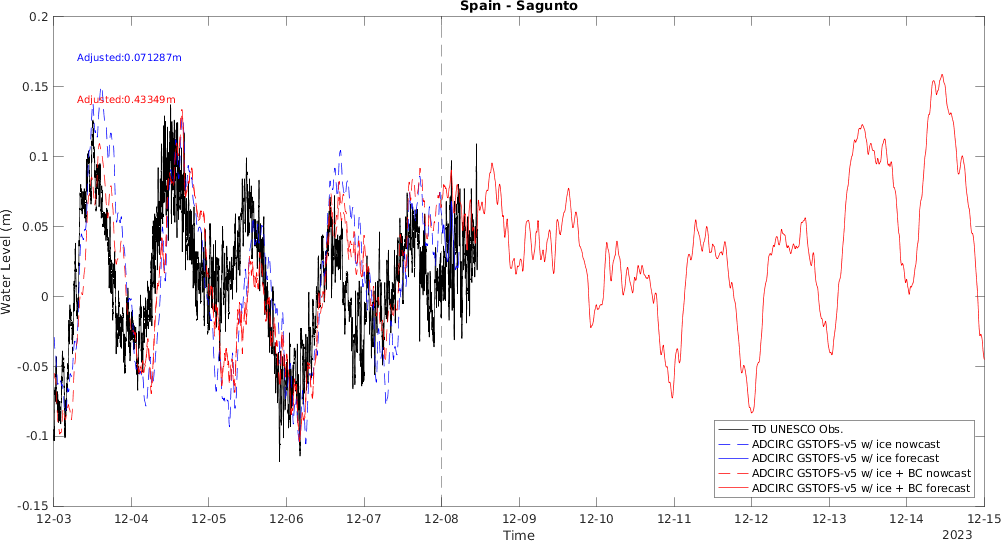 Spain - Sagunto
Adjusted:0.071287m
Adjusted:0.43349m
Water Level (m)
0.2
0.15
0.1
0.05
0
-0.05
-0.1
-0.15
12-03 12-04 12-05 12-06 12-07 12-08 12-09 12-10 12-11 12-12 12-13 12-14 12-15
Time
2023
TD UNESCO Obs.
ADCIRC GSTOFS-v5 w/ ice nowcast
ADCIRC GSTOFS-v5 w/ ice forecast
ADCIRC GSTOFS-v5 w/ ice + BC nowcast
ADCIRC GSTOFS-v5 w/ ice + BC forecast